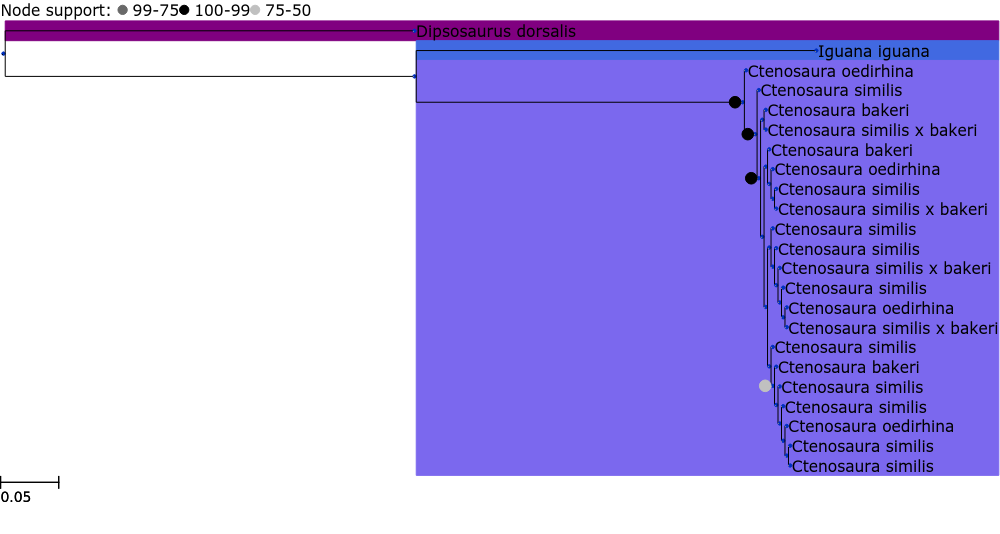 Node support: 99-75 100-99 75-50
Dipsosaurus dorsalis
Iguana iguana
Ctenosaura oedirhina
Ctenosaura similis
Ctenosaura bakeri
Ctenosaura similis x bakeri
Ctenosaura bakeri
Ctenosaura oedirhina
Ctenosaura similis
Ctenosaura similis x bakeri
Ctenosaura similis
Ctenosaura similis
Ctenosaura similis x bakeri
Ctenosaura similis
Ctenosaura oedirhina
Ctenosaura similis x bakeri
Ctenosaura similis
Ctenosaura bakeri
Ctenosaura similis
Ctenosaura similis
Ctenosaura oedirhina
Ctenosaura similis
Ctenosaura similis
0.05